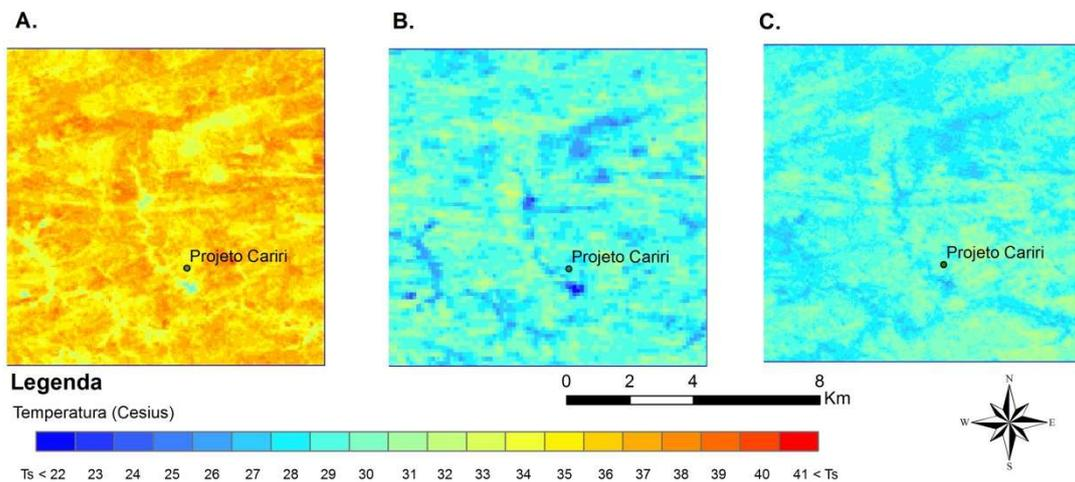 A.
B.
C.
Projeto Cariri
Projeto Cariri
Projeto Cariri
Legenda
Temperatura (Cesius)
0 2 4 8
Km
Ts < 22 23 24 25 26 27 28 29 30 31 32 33 34 35 36 37 38 39 40 41 < Ts
N
W E
S